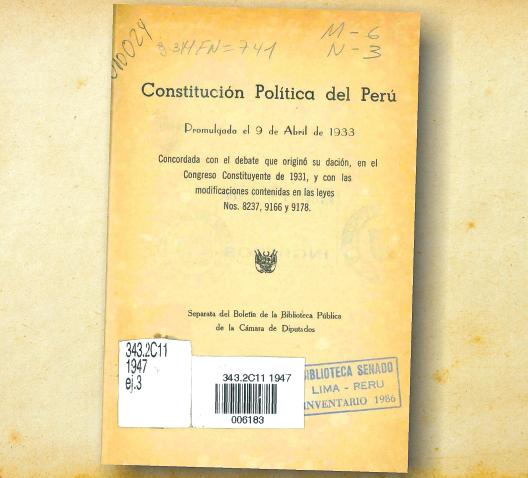 M - 6
N - 3
Constitución Política del Perú
Promulgada el 9 de Abril de 1933
Concordada con el debate que originó su dación, en el
Congreso Constituyente de 1931, y con las
modificaciones contenidas en las leyes
Nos. 8237, 9166 y 9178.
Separata del Boletín de la Biblioteca Pública
de la Cámara de Diputados
343.2C11
1947
ej.3
343.2C11 1947
006183
BIBLIOTECA SENADO
LIMA - PERU
INVENTARIO 1986